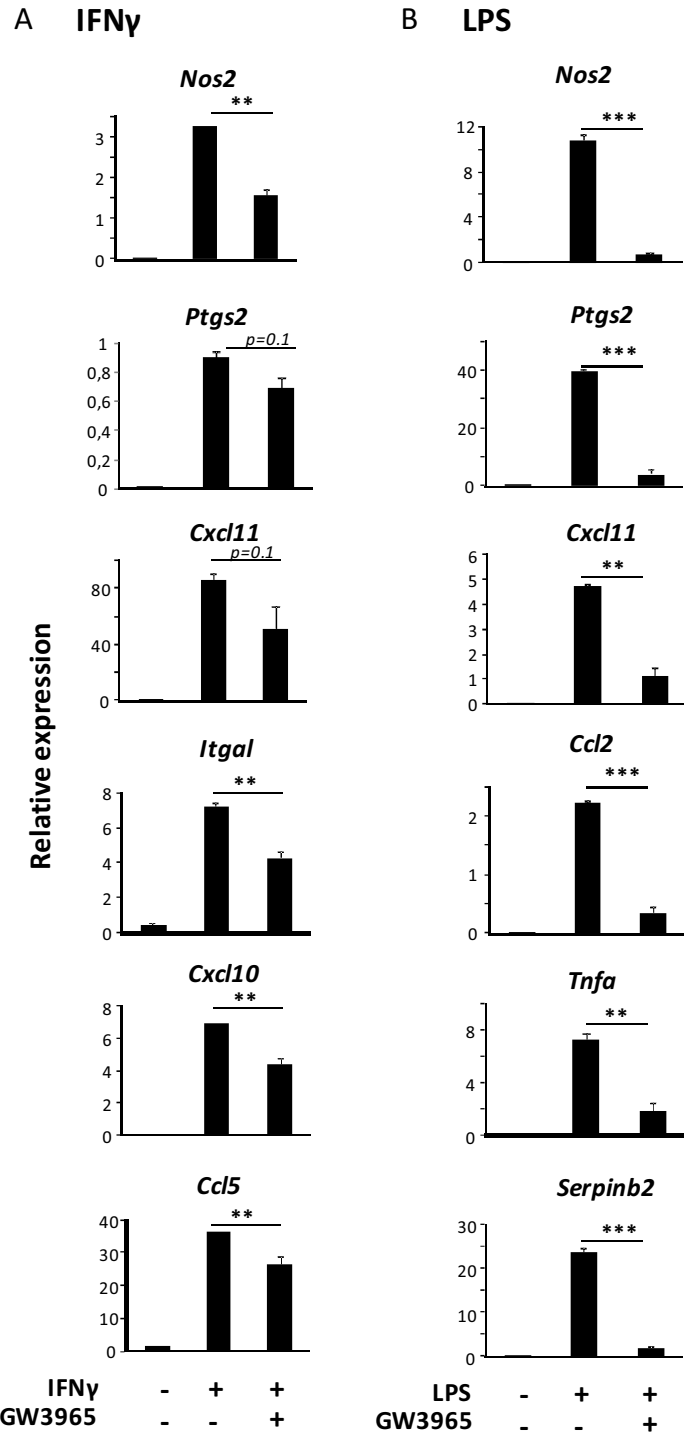 A IFNγ
Nos2
**
3
2
1
0
Ptgs2
p=0.1
1
0,8
0,6
0,4
0,2
0
Cxcl11
p=0.1
80
40
0
Relative expression
Itgal
**
8
6
4
2
0
Cxcl10
**
8
6
4
2
0
Ccl5
**
40
30
20
10
0
IFNγ - + +
GW3965 - - +
B LPS
Nos2
***
12
8
4
0
Ptgs2
***
40
20
0
Cxcl11
**
6
5
4
3
2
1
0
Ccl2
***
2
1
0
Tnfa
**
8
4
0
Serpinb2
***
30
20
10
0
LPS - + +
GW3965 - - +